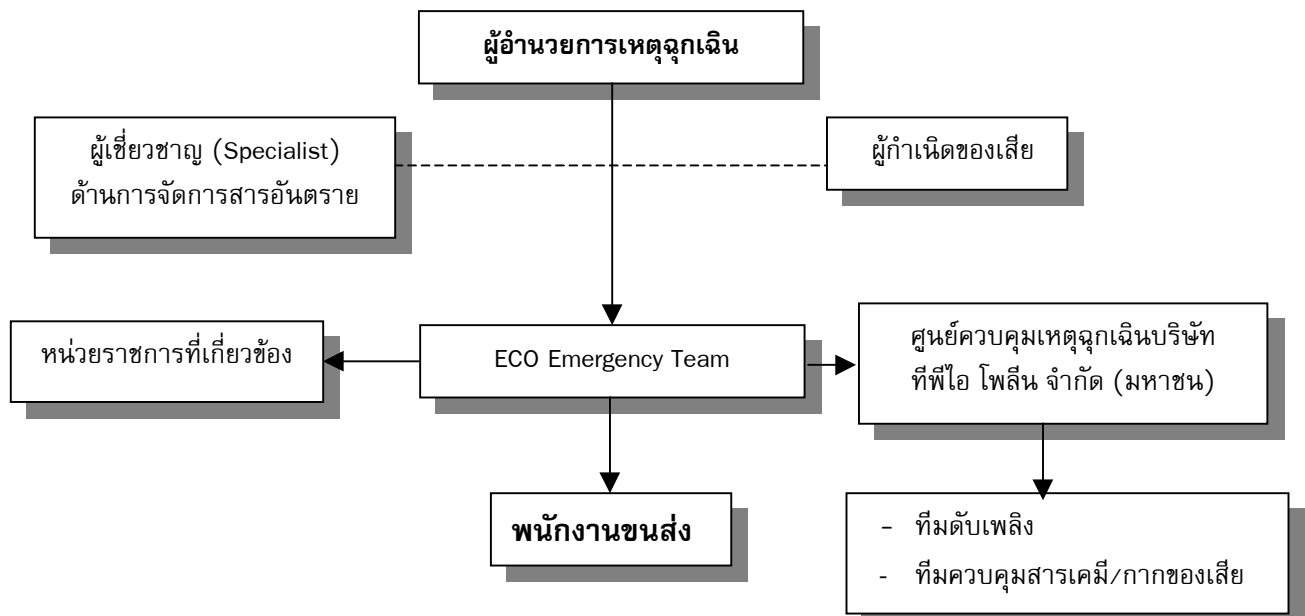 ผู้อำนวยการเหตุฉุกเฉิน
ผู้เชี่ยวชาญ (Specialist)
ด้านการจัดการสารอันตราย
ผู้กำเนิดของเสีย
หน่วยราชการที่เกี่ยวข้อง
ECO Emergency Team
ศูนย์ควบคุมเหตุฉุกเฉินบริษัท
ทีพีไอ โพลีน จำกัด (มหาชน)
พนักงานขนส่ง
- ทีมดับเพลิง
- ทีมควบคุมสารเคมี/กากของเสีย